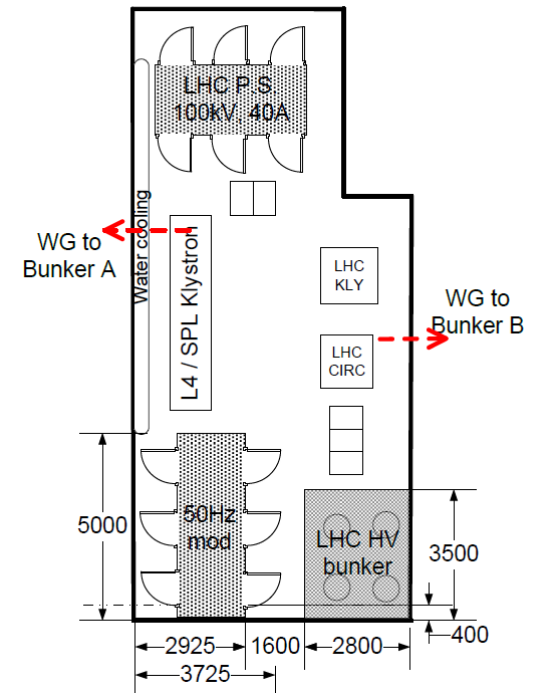 LHC P.S.
100kV, 40A
Water cooling
WG to
Bunker A
L4 / SPL Klystron
LHC
KLY
WG to
Bunker B
LHC
CIRC
5000
50Hz
mod
LHC HV
bunker
3500
400
2925
1600
2800
3725